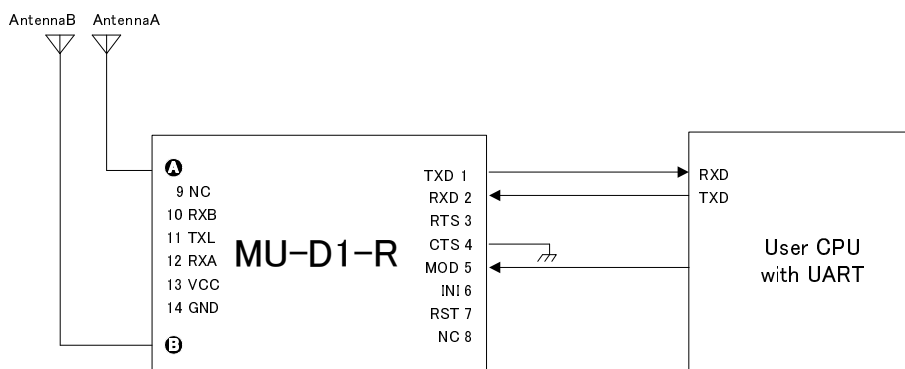 AntennaB AntennaA
A
9 NC
10 RXB
11 TXL
12 RXA
13 VCC
14 GND
B
MU-D1-R
TXD 1
RXD 2
RTS 3
CTS 4
MOD 5
INI 6
RST 7
NC 8
RXD
TXD
User CPU
with UART